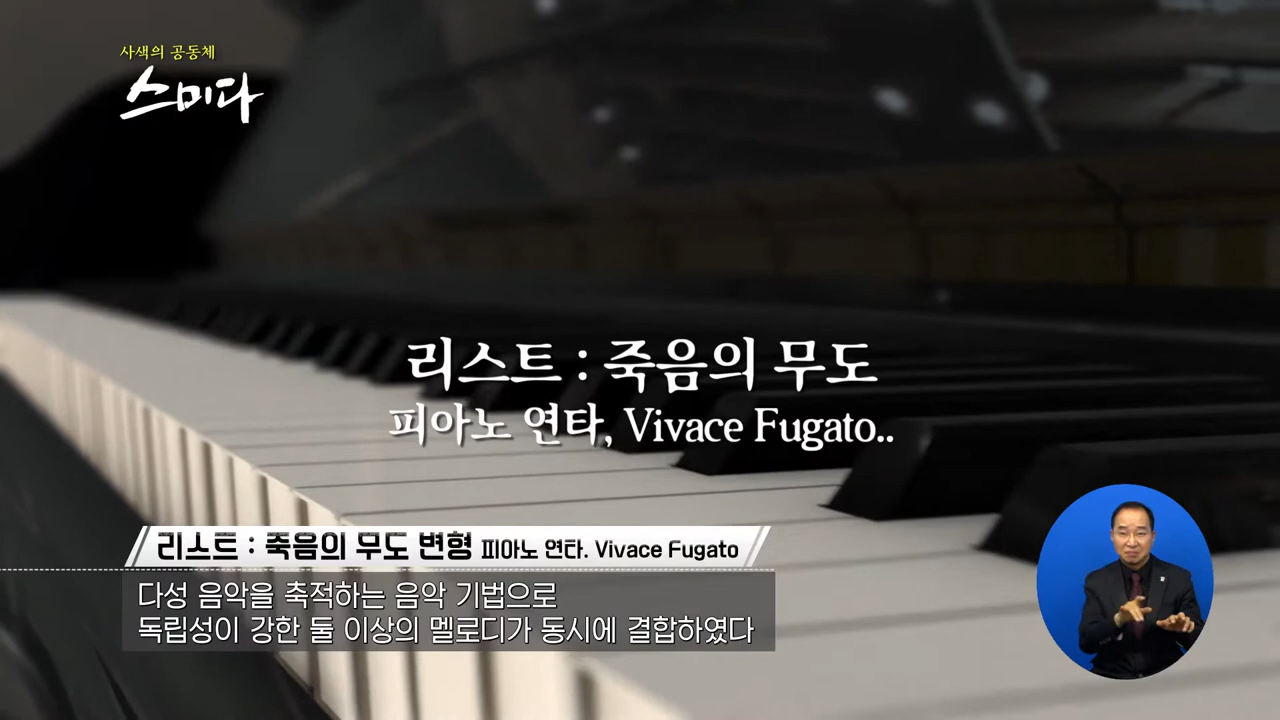 사색의 공동체
스미다
리스트 : 죽음의 무도
피아노 연타, Vivace Fugato..
리스트 : 죽음의 무도 변형 피아노 연타. Vivace Fugato
다성 음악을 축적하는 음악 기법으로
독립성이 강한 둘 이상의 멜로디가 동시에 결합하였다